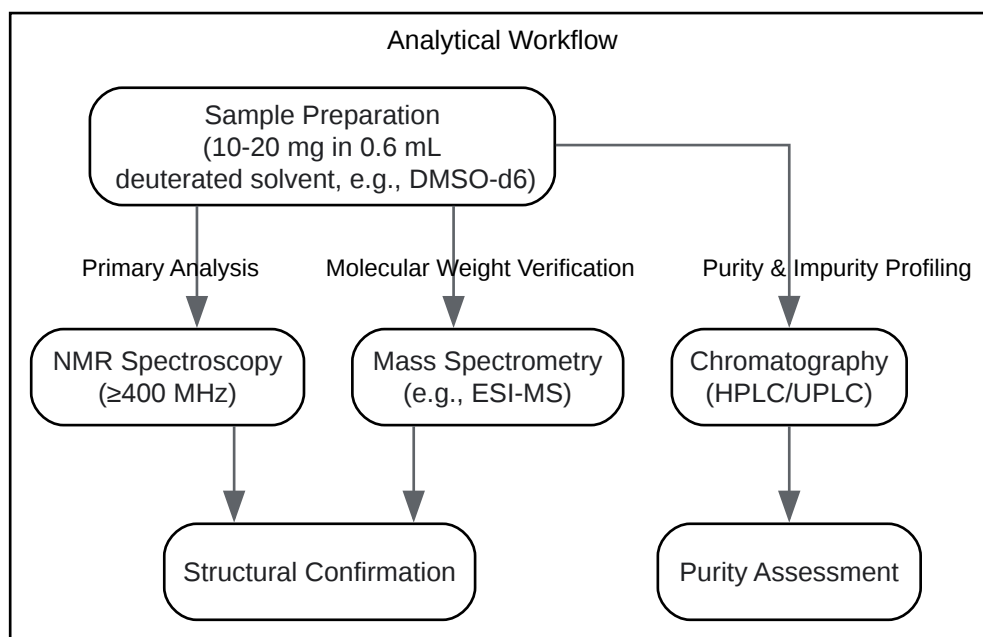 Analytical Workflow
Sample Preparation
(10-20 mg in 0.6 mL
deuterated solvent, e.g., DMSO-d6)
Primary Analysis
Molecular Weight Verification
Purity & Impurity Profiling
NMR Spectroscopy
(≥400 MHz)
Mass Spectrometry
(e.g., ESI-MS)
Chromatography
(HPLC/UPLC)
Structural Confirmation
Purity Assessment